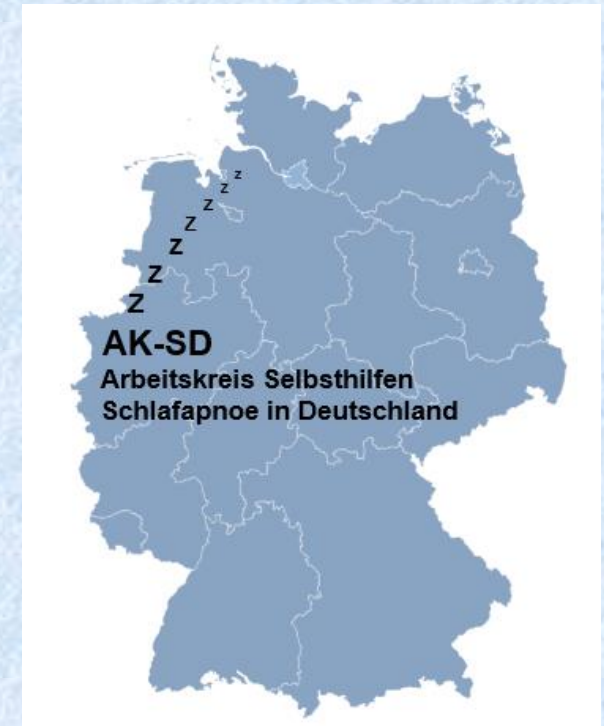 z
z
z
z
z
z
z
AK-SD
Arbeitskreis Selbsthilfen
Schlafapnoe in Deutschland